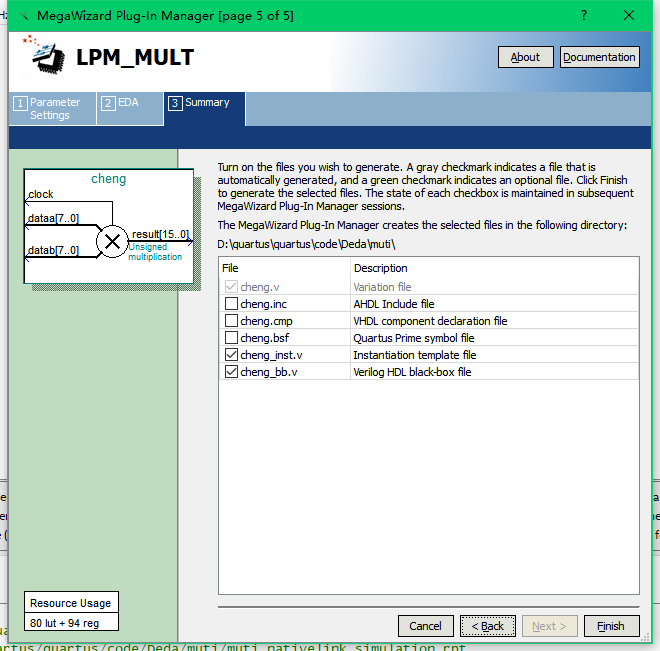 MegaWizard Plug-In Manager [page 5 of 5]
?
LPM_MULT
About
Documentation
1 Parameter Settings
2 EDA
3 Summary
cheng
clock
dataa[7..0]
datab[7..0]
result[15..0]
Unsigned
multiplication
Turn on the files you wish to generate. A gray checkmark indicates a file that is
automatically generated, and a green checkmark indicates an optional file. Click Finish
to generate the selected files. The state of each checkbox is maintained in subsequent
MegaWizard Plug-In Manager sessions.
The MegaWizard Plug-In Manager creates the selected files in the following directory:
D:\quartus\quartus\code\Deda\muti\
File Description
cheng.v Variation file
cheng.inc AHDL Include file
cheng.cmp VHDL component declaration file
cheng.bsf Quartus Prime symbol file
cheng_inst.v Instantiation template file
cheng_bb.v Verilog HDL black-box file
Resource Usage
80 lut + 94 reg
Cancel
< Back
Next >
Finish
artus/quartus/code/Deda/muti/muti_nativelink_simulation.rpt